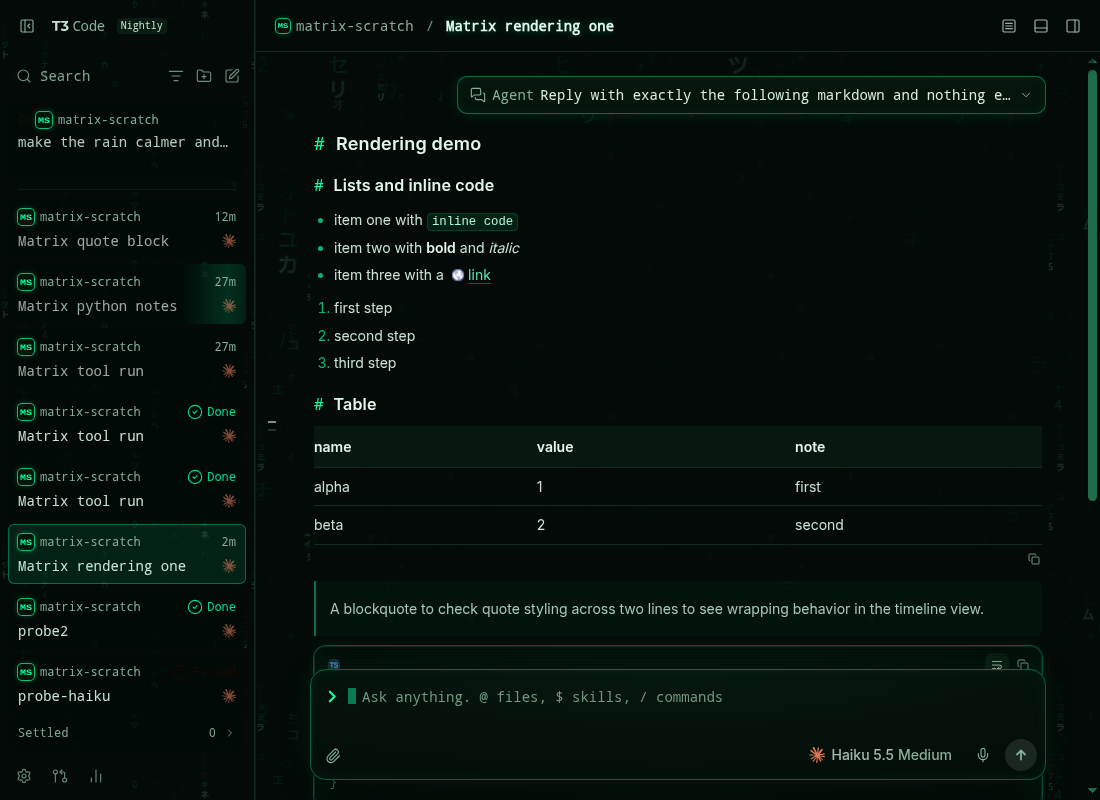 T3 Code Nightly
Search
MS matrix-scratch
make the rain calmer and…
MS matrix-scratch 12m
Matrix quote block
MS matrix-scratch 27m
Matrix python notes
MS matrix-scratch 27m
Matrix tool run
MS matrix-scratch Done
Matrix tool run
MS matrix-scratch Done
Matrix tool run
MS matrix-scratch 2m
Matrix rendering one
MS matrix-scratch Done
probe2
MS matrix-scratch
probe-haiku
Settled 0
MS matrix-scratch / Matrix rendering one
Agent Reply with exactly the following markdown and nothing e…
# Rendering demo
# Lists and inline code
• item one with inline code
• item two with bold and italic
• item three with a link
1. first step
2. second step
3. third step
# Table
name value note
alpha 1 first
beta 2 second
A blockquote to check quote styling across two lines to see wrapping behavior in the timeline view.
TS
Ask anything. @ files, $ skills, / commands
Haiku 5.5 Medium
}